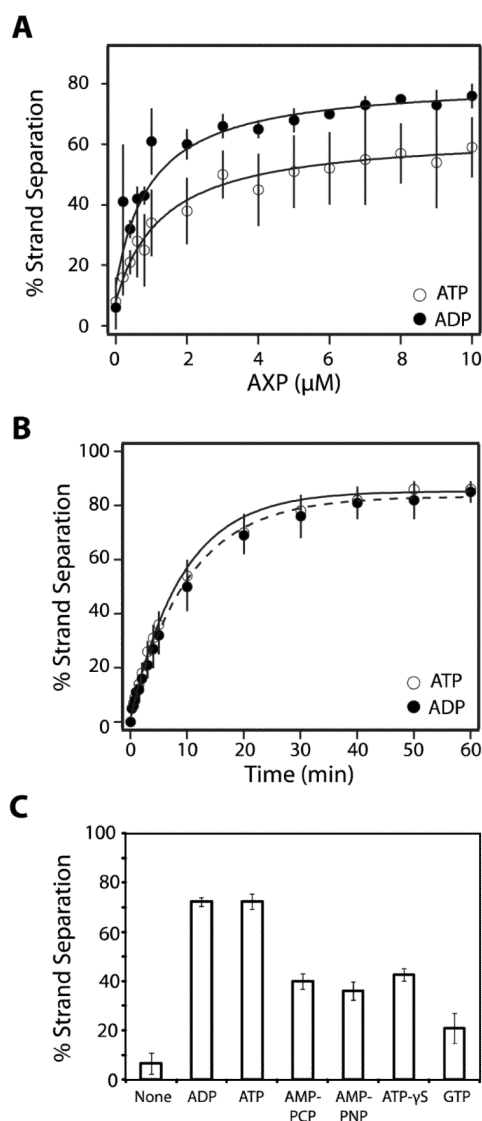 A
% Strand Separation
80
60
40
20
0
ATP
ADP
0 2 4 6 8 10
AXP (μM)
B
% Strand Separation
100
80
60
40
20
0
ATP
ADP
0 10 20 30 40 50 60
Time (min)
C
% Strand Separation
100
80
60
40
20
0
None ADP ATP AMP- AMP- ATP-γS GTP
PCP PNP